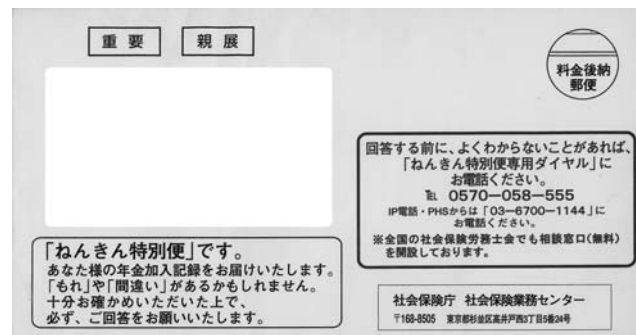 重要 親展
料金後納
郵便
回答する前に、よくわからないことがあれば、
「ねんきん特別便専用ダイヤル」に
お電話ください。
℡ 0570－058－555
IP電話・PHSからは「03－6700－1144」に
お電話ください。
※全国の社会保険労務士会でも相談窓口(無料)
を開設しております。
「ねんきん特別便」です。
あなた様の年金加入記録をお届けいたします。
「もれ」や「間違い」があるかもしれません。
十分お確かめいただいた上で、
必ず、ご回答をお願いいたします。
社会保険庁 社会保険業務センター
〒168-8505 東京都杉並区高井戸西3丁目5番24号